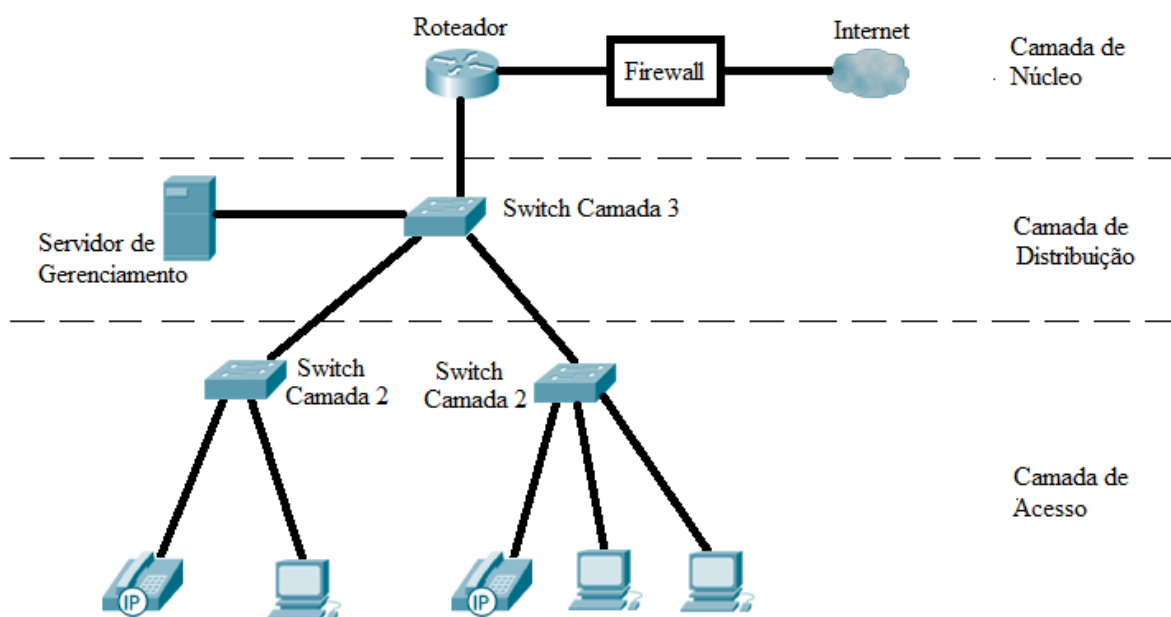 Roteador
Internet
Firewall
Camada de
Núcleo
Switch Camada 3
Servidor de
Gerenciamento
Camada de
Distribuição
Switch
Camada 2
Switch
Camada 2
Camada de
Acesso
IP
IP